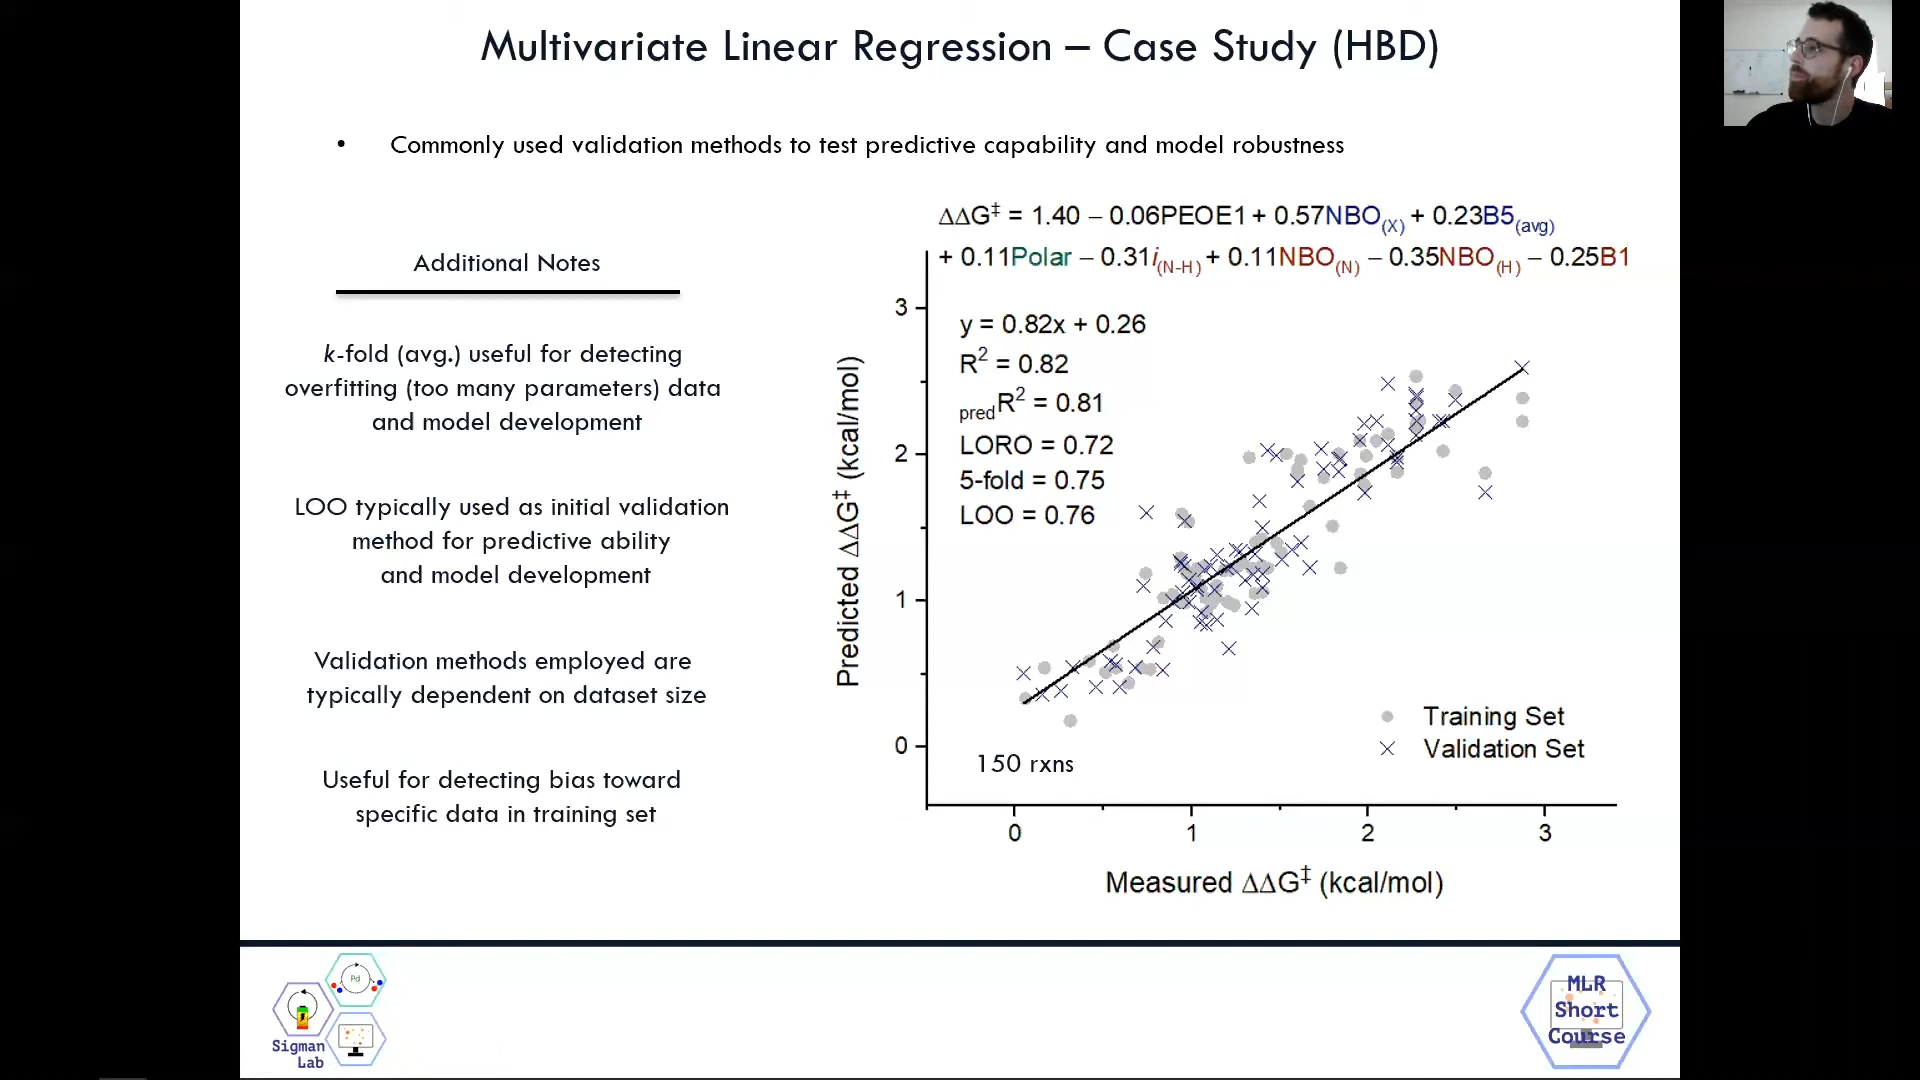 Multivariate Linear Regression – Case Study (HBD)
• Commonly used validation methods to test predictive capability and model robustness
Additional Notes
k-fold (avg.) useful for detecting
overfitting (too many parameters) data
and model development
LOO typically used as initial validation
method for predictive ability
and model development
Validation methods employed are
typically dependent on dataset size
Useful for detecting bias toward
specific data in training set
ΔΔG‡ = 1.40 – 0.06PEOE1 + 0.57NBO(X) + 0.23B5(avg)
+ 0.11Polar – 0.31i(N-H) + 0.11NBO(N) – 0.35NBO(H) – 0.25B1
y = 0.82x + 0.26
R2 = 0.82
predR2 = 0.81
LORO = 0.72
5-fold = 0.75
LOO = 0.76
3
2
1
0
Predicted ΔΔG‡ (kcal/mol)
Training Set
Validation Set
150 rxns
0 1 2 3
Measured ΔΔG‡ (kcal/mol)
Pd
Sigman
Lab
MLR
Short
Course